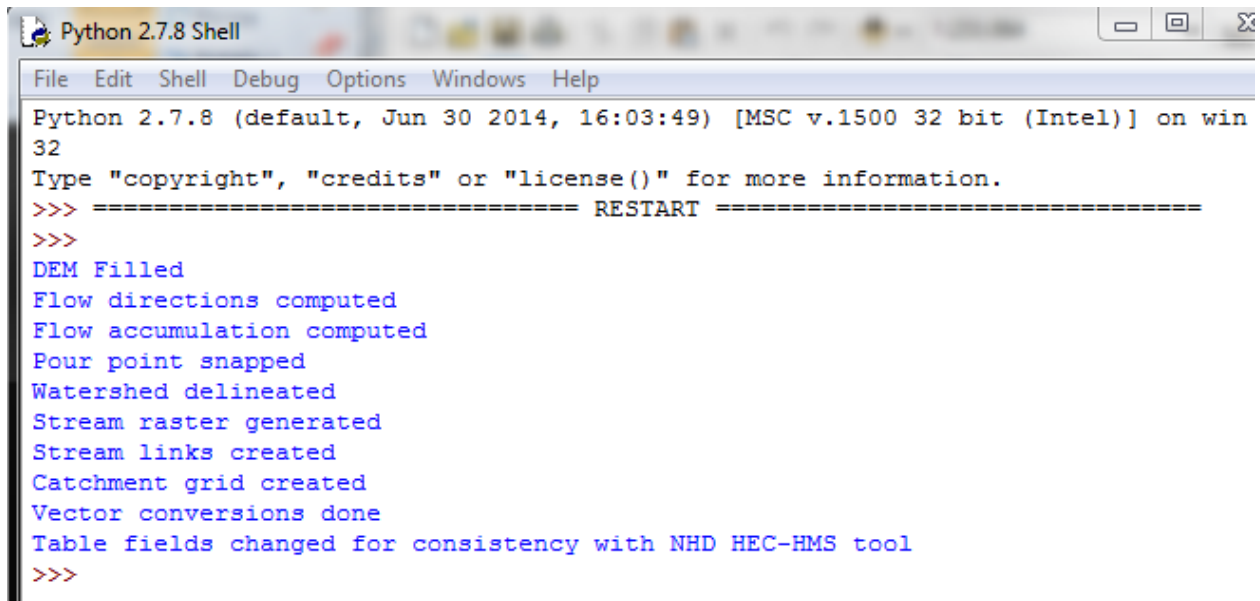 Python 2.7.8 Shell
File Edit Shell Debug Options Windows Help
Python 2.7.8 (default, Jun 30 2014, 16:03:49) [MSC v.1500 32 bit (Intel)] on win
32
Type "copyright", "credits" or "license()" for more information.
>>> ================================ RESTART ================================
>>>
DEM Filled
Flow directions computed
Flow accumulation computed
Pour point snapped
Watershed delineated
Stream raster generated
Stream links created
Catchment grid created
Vector conversions done
Table fields changed for consistency with NHD HEC-HMS tool
>>>